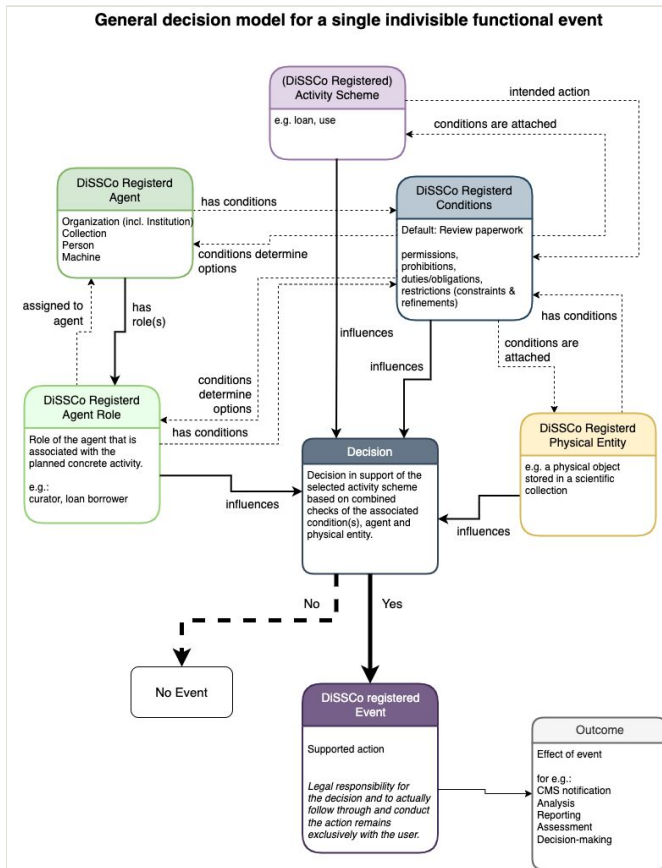 General decision model for a single indivisible functional event
(DiSSCo Registered)
Activity Scheme
e.g. loan, use
intended action
conditions are attached
DiSSCo Registerd
Agent
Organization (incl. Institution)
Collection
Person
Machine
has conditions
DiSSCo Registerd
Conditions
Default: Review paperwork
permissions,
prohibitions,
duties/obligations,
restrictions (constraints &
refinements)
conditions determine
options
assigned to
agent
has
role(s)
influences
influences
has conditions
conditions are
attached
conditions
determine
options
has conditions
DiSSCo Registerd
Agent Role
Role of the agent that is
associated with the
planned concrete activity.
e.g.:
curator, loan borrower
influences
Decision
Decision in support of the
selected activity scheme
based on combined
checks of the associated
condition(s), agent and
physical entity.
DiSSCo Registerd
Physical Entity
e.g. a physical object
stored in a scientific
collection
influences
No
Yes
No Event
DiSSCo registered
Event
Supported action
Legal responsibility for
the decision and to actually
follow through and conduct
the action remains
exclusively with the user.
Outcome
Effect of event
for e.g.:
CMS notification
Analysis
Reporting
Assessment
Decision-making